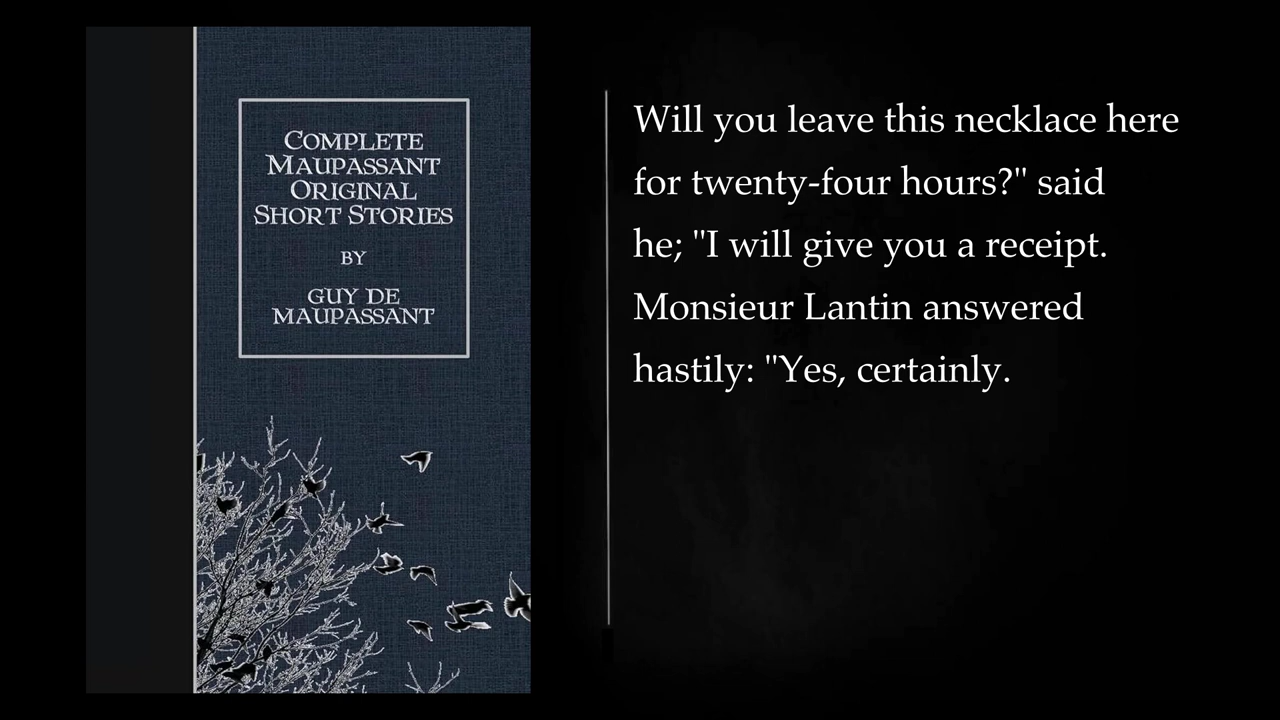 COMPLETE
MAUPASSANT
ORIGINAL
SHORT STORIES
BY
GUY DE
MAUPASSANT
Will you leave this necklace here
for twenty-four hours?" said
he; "I will give you a receipt.
Monsieur Lantin answered
hastily: "Yes, certainly.